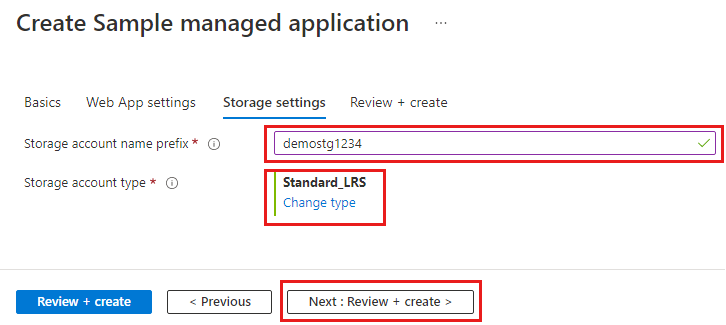 Create Sample managed application ...
Basics Web App settings Storage settings Review + create
Storage account name prefix * demostg1234
Storage account type * Standard_LRS
Change type
Review + create < Previous Next : Review + create >